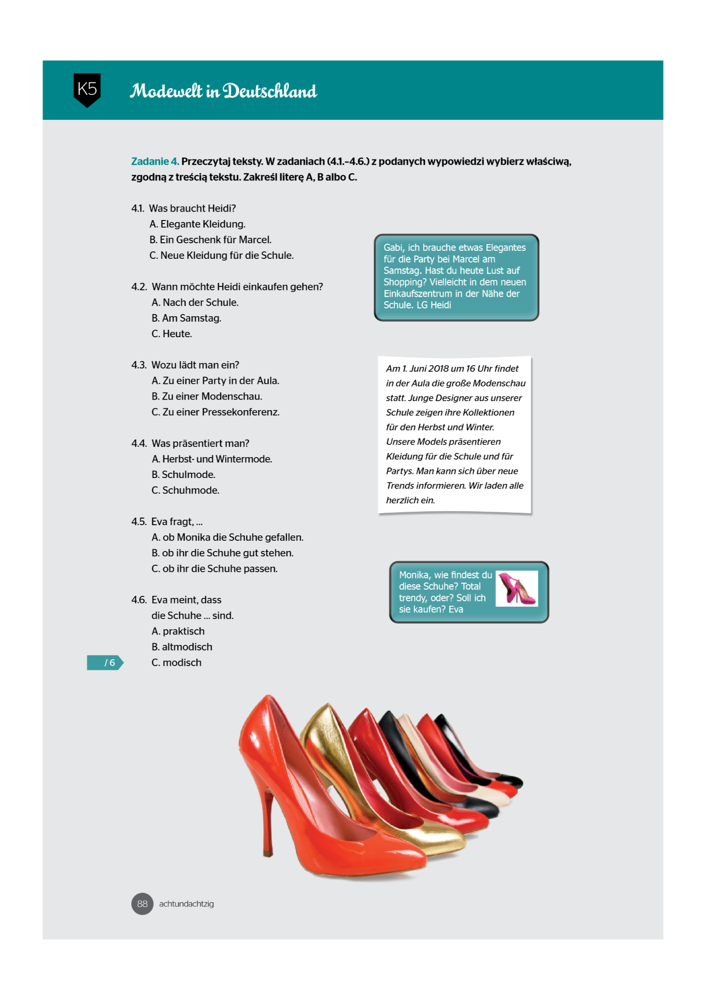 K5
Modewelt in Deutschland
Zadanie 4. Przeczytaj teksty. W zadaniach (4.1.–4.6.) z podanych wypowiedzi wybierz właściwą,
zgodną z treścią tekstu. Zakreśl literę A, B albo C.
4.1. Was braucht Heidi?
A. Elegante Kleidung.
B. Ein Geschenk für Marcel.
C. Neue Kleidung für die Schule.
4.2. Wann möchte Heidi einkaufen gehen?
A. Nach der Schule.
B. Am Samstag.
C. Heute.
Gabi, ich brauche etwas Elegantes
für die Party bei Marcel am
Samstag. Hast du heute Lust auf
Shopping? Vielleicht in dem neuen
Einkaufszentrum in der Nähe der
Schule. LG Heidi
4.3. Wozu lädt man ein?
A. Zu einer Party in der Aula.
B. Zu einer Modenschau.
C. Zu einer Pressekonferenz.
4.4. Was präsentiert man?
A. Herbst- und Wintermode.
B. Schulmode.
C. Schuhmode.
Am 1. Juni 2018 um 16 Uhr findet
in der Aula die große Modenschau
statt. Junge Designer aus unserer
Schule zeigen ihre Kollektionen
für den Herbst und Winter.
Unsere Models präsentieren
Kleidung für die Schule und für
Partys. Man kann sich über neue
Trends informieren. Wir laden alle
herzlich ein.
4.5. Eva fragt, ...
A. ob Monika die Schuhe gefallen.
B. ob ihr die Schuhe gut stehen.
C. ob ihr die Schuhe passen.
4.6. Eva meint, dass
die Schuhe ... sind.
A. praktisch
B. altmodisch
C. modisch
Monika, wie findest du
diese Schuhe? Total
trendy, oder? Soll ich
sie kaufen? Eva
/ 6
88 achtundachtzig